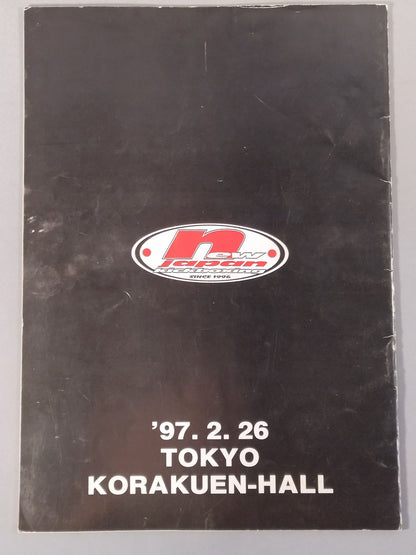 new
japan
kickboxing
SINCE 1996
'97. 2. 26
TOKYO
KORAKUEN-HALL